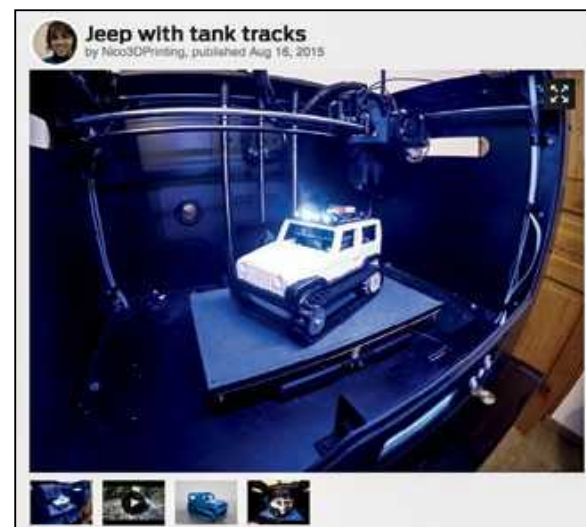 Jeep with tank tracks
by Nico3DPrinting, published Aug 16, 2015